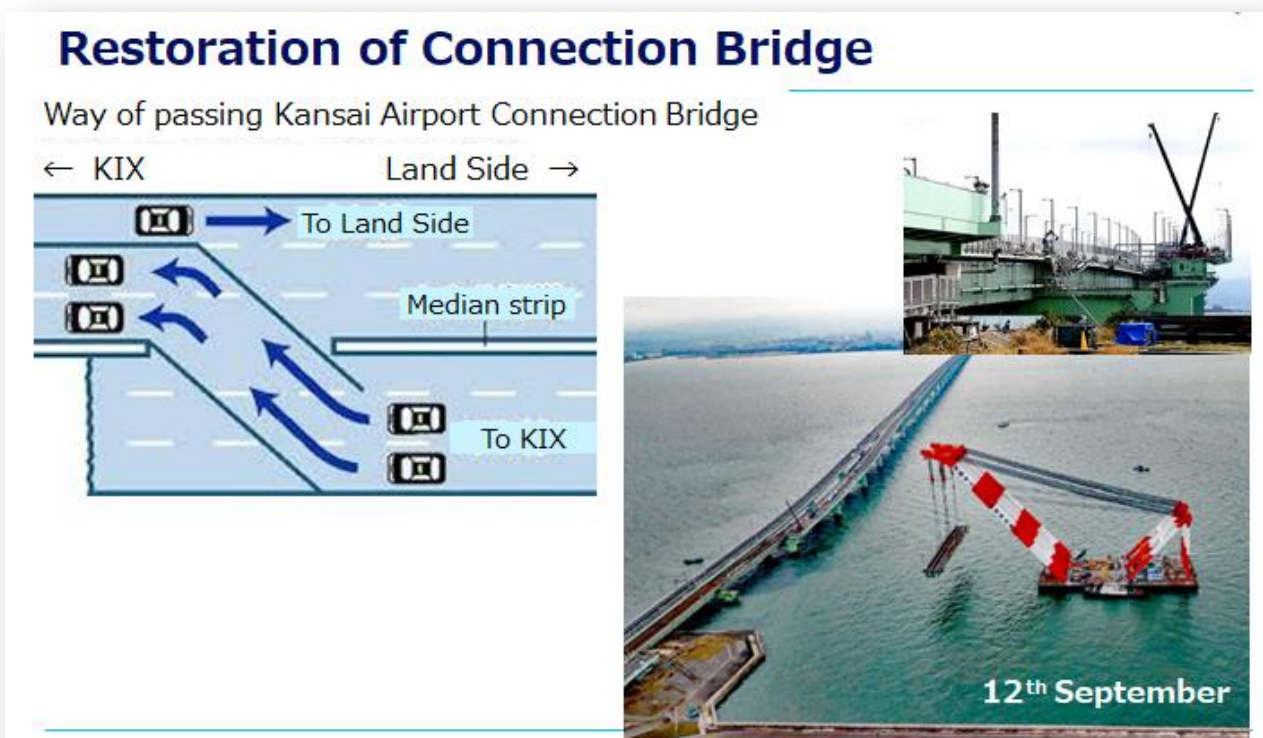 Restoration of Connection Bridge
Way of passing Kansai Airport Connection Bridge
← KIX
Land Side →
To Land Side
Median strip
To KIX
12th September